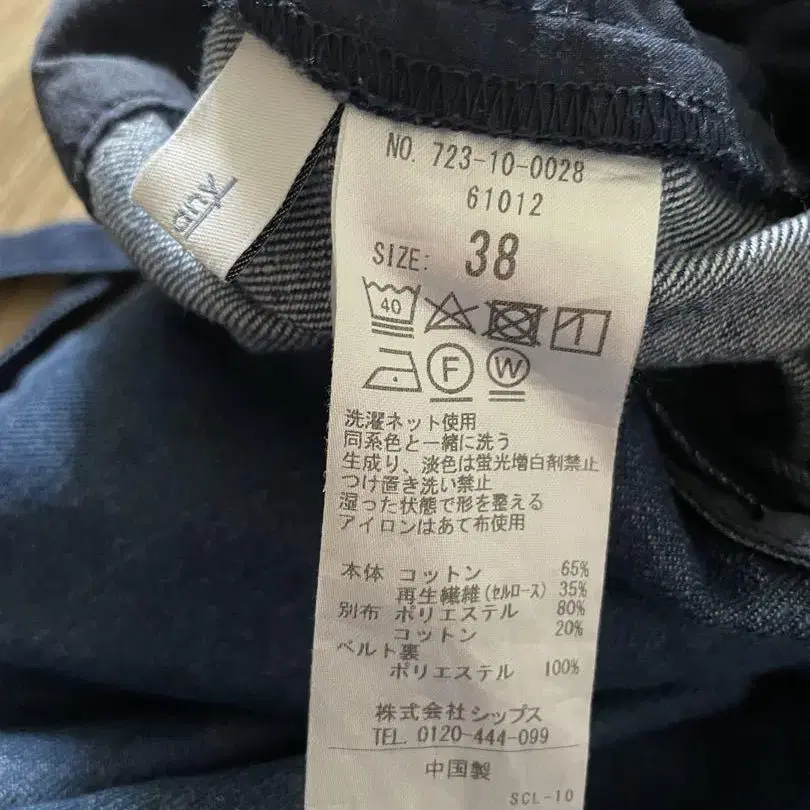 any
NO. 723-10-0028
61012
SIZE: 38
40
F W
洗濯ネット使用
同系色と一緒に洗う
生成り、淡色は蛍光増白剤禁止
つけ置き洗い禁止
湿った状態で形を整える
アイロンはあて布使用
本体 コットン 65%
再生繊維(セルロース) 35%
別布 ポリエステル 80%
コットン 20%
ベルト裏
ポリエステル 100%
株式会社シップス
TEL. 0120-444-099
中国製
SCL-10